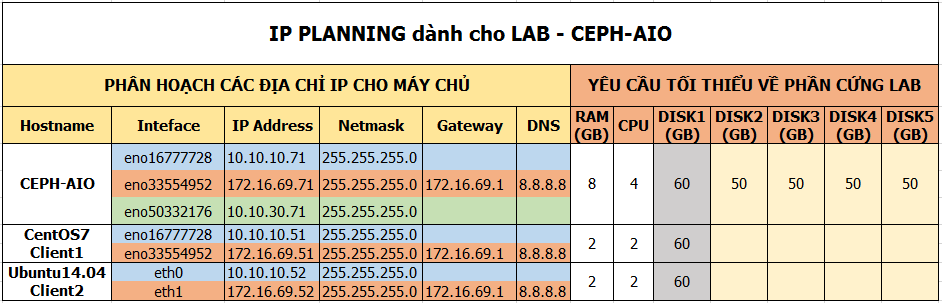 IP PLANNING dành cho LAB - CEPH-AIO
PHÂN HOẠCH CÁC ĐỊA CHỈ IP CHO MÁY CHỦ YÊU CẦU TỐI THIỂU VỀ PHẦN CỨNG LAB
Hostname Inteface IP Address Netmask Gateway DNS RAM (GB) CPU DISK1 (GB) DISK2 (GB) DISK3 (GB) DISK4 (GB) DISK5 (GB)
eno16777728 10.10.10.71 255.255.255.0
CEPH-AIO eno33554952 172.16.69.71 255.255.255.0 172.16.69.1 8.8.8.8 8 4 60 50 50 50 50
eno50332176 10.10.30.71 255.255.255.0
CentOS7 eno16777728 10.10.10.51 255.255.255.0 2 2 60
Client1 eno33554952 172.16.69.51 255.255.255.0 172.16.69.1 8.8.8.8
Ubuntu14.04 eth0 10.10.10.52 255.255.255.0 2 2 60
Client2 eth1 172.16.69.52 255.255.255.0 172.16.69.1 8.8.8.8